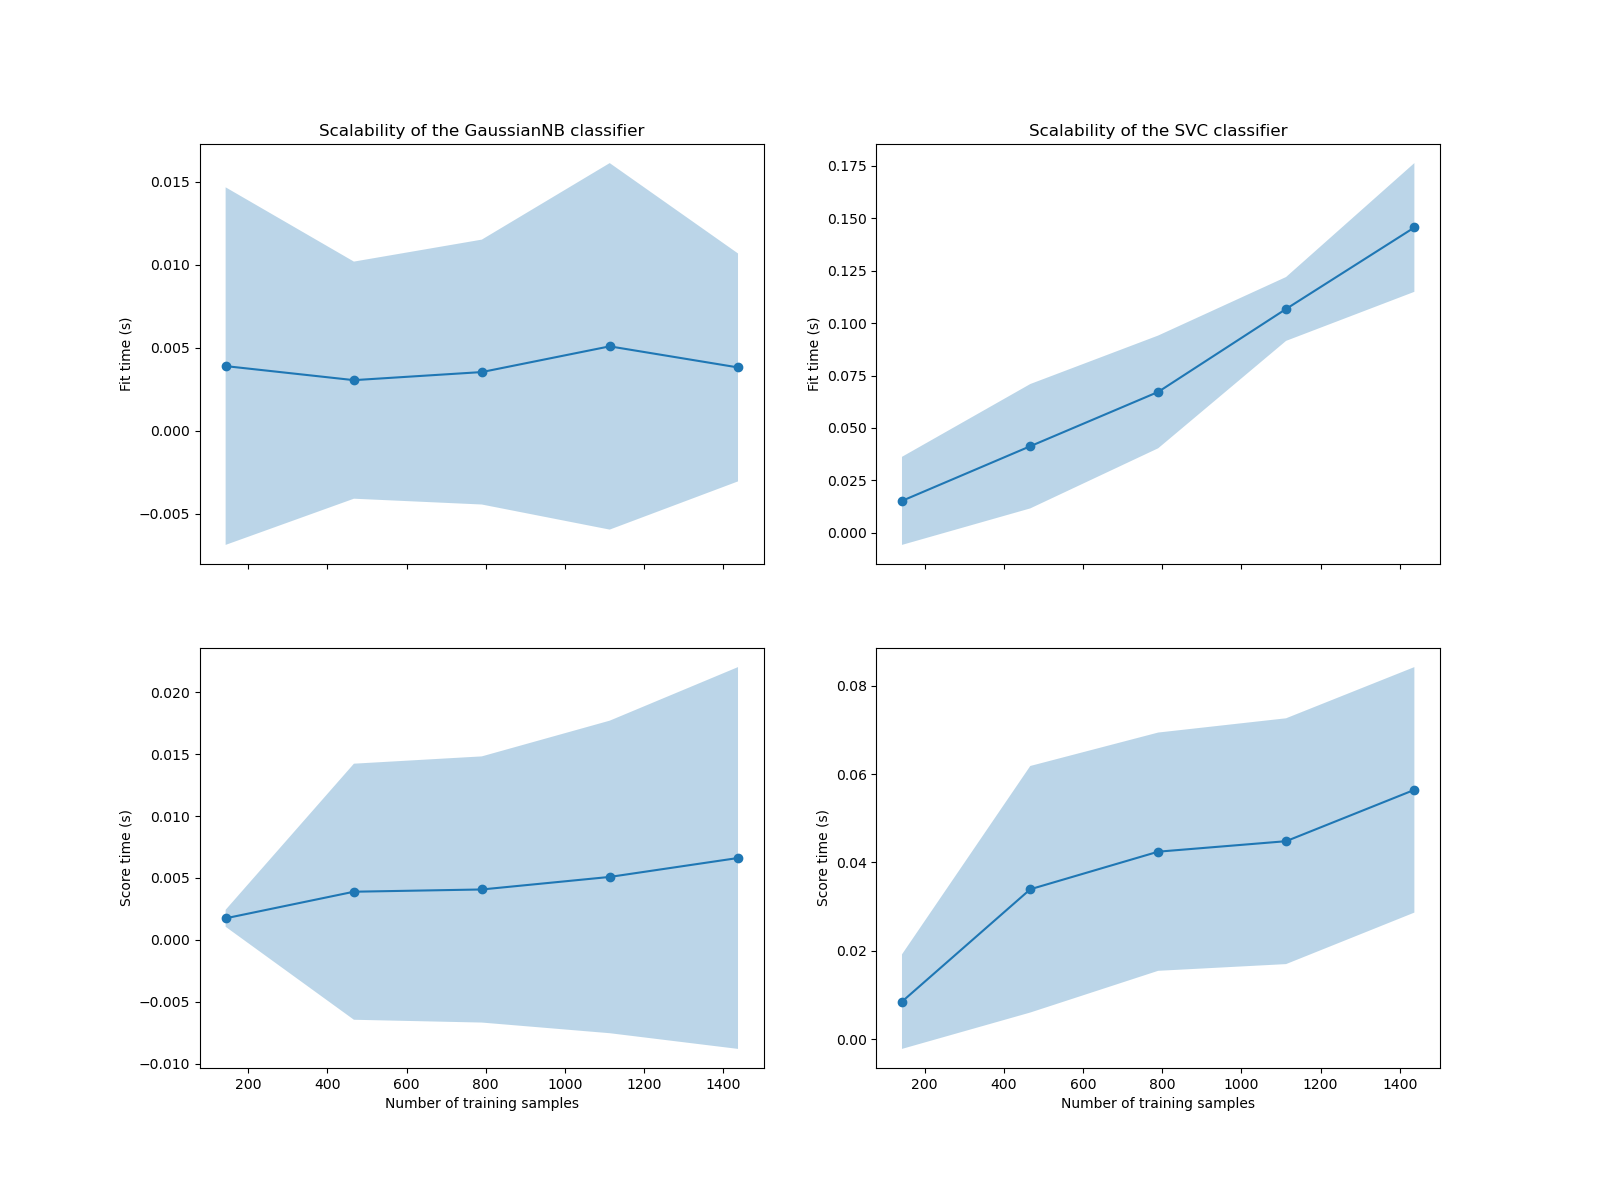 Scalability of the GaussianNB classifier
0.015
0.010
0.005
0.000
−0.005
Fit time (s)
Scalability of the SVC classifier
0.175
0.150
0.125
0.100
0.075
0.050
0.025
0.000
Fit time (s)
0.020
0.015
0.010
0.005
0.000
−0.005
−0.010
Score time (s)
200 400 600 800 1000 1200 1400
Number of training samples
0.08
0.06
0.04
0.02
0.00
Score time (s)
200 400 600 800 1000 1200 1400
Number of training samples